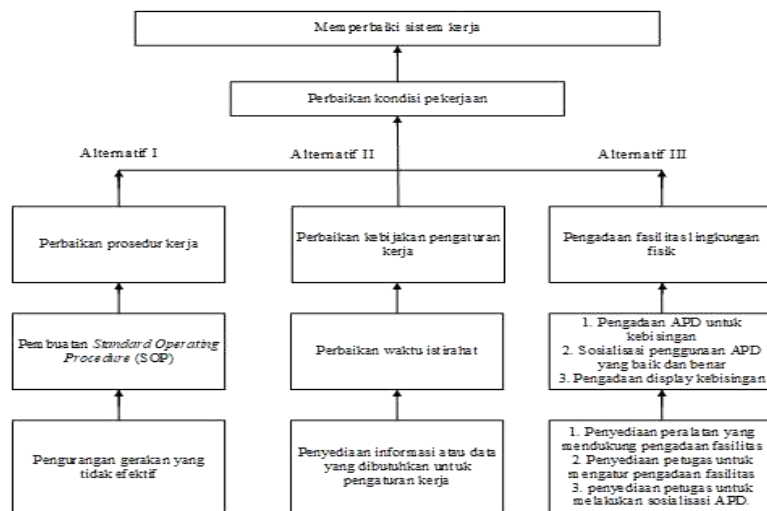 Memperbaiki sistem kerja
Perbaikan kondisi pekerjaan
Alternatif I
Alternatif II
Alternatif III
Perbaikan prosedur kerja
Perbaikan kebijakan pengaturan
kerja
Pengadaan fasilitas lingkungan
fisik
Pembuatan Standard Operating
Procedure (SOP)
Perbaikan waktu istirahat
1. Pengadaan APD untuk
kebisingan
2. Sosialisasi penggunaan APD
yang baik dan benar
3. Pengadaan display kebisingan
Pengurangan gerakan yang
tidak efektif
Penyediaan informasi atau data
yang dibutuhkan untuk
pengaturan kerja
1. Penyediaan peralatan yang
mendukung pengadaan fasilitas
2. Penyediaan petugas untuk
mengatur pengadaan fasilitas
3. penyediaan petugas untuk
melakukan sosialisasi APD.